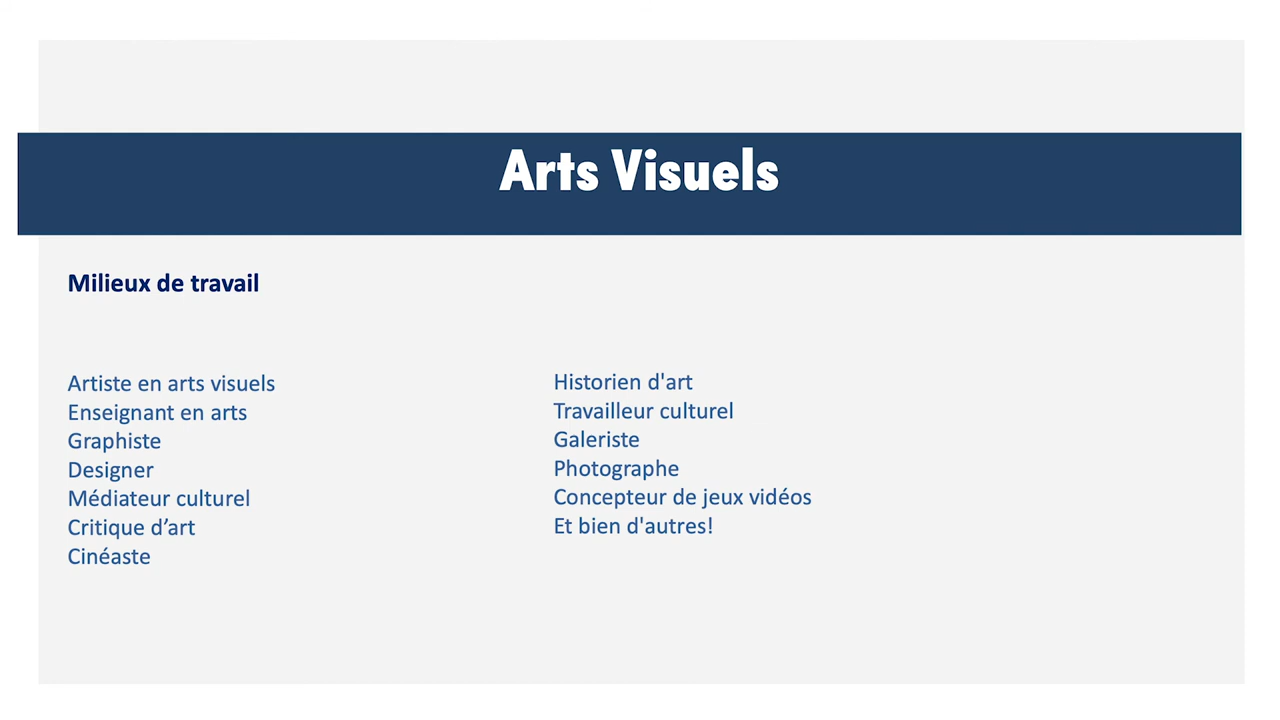 Arts Visuels
Milieux de travail
Artiste en arts visuels
Enseignant en arts
Graphiste
Designer
Médiateur culturel
Critique d’art
Cinéaste
Historien d'art
Travailleur culturel
Galeriste
Photographe
Concepteur de jeux vidéos
Et bien d'autres!